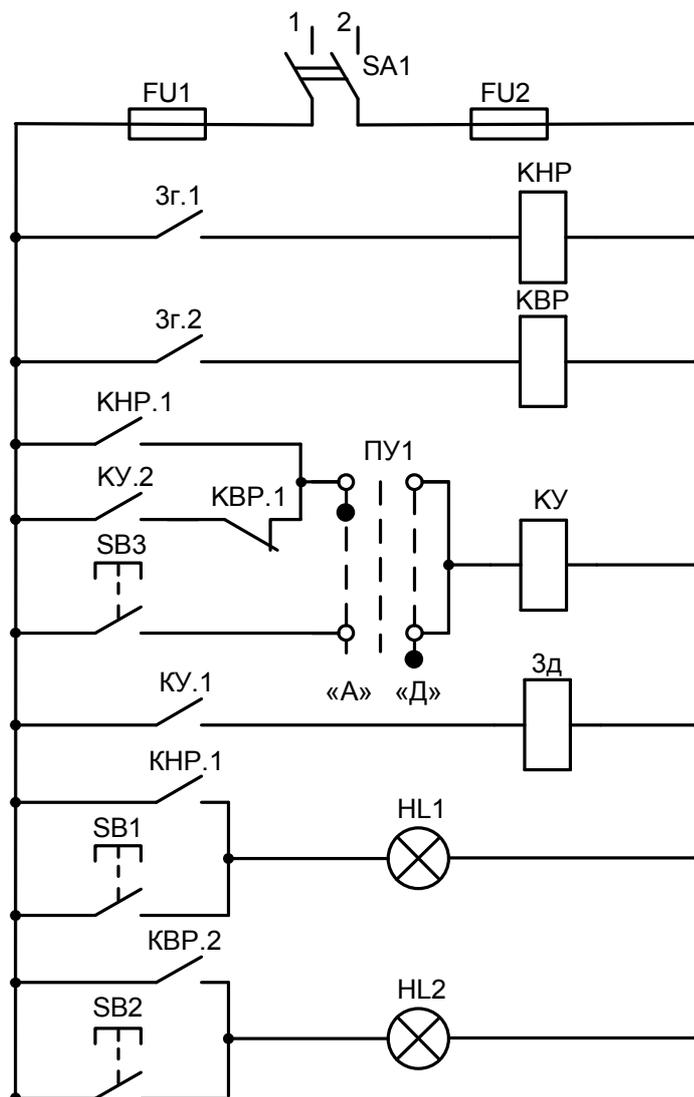 1 2
SA1
FU1 FU2
3г.1 КНР
3г.2 КВР
КНР.1
ПУ1
КУ.2 КВР.1 КУ
SB3
«А» «Д»
КУ.1 3д
КНР.1
SB1 HL1
КВР.2
SB2 HL2